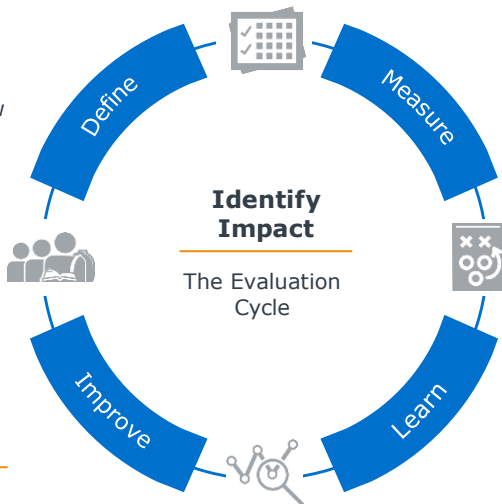 Define
Measure
Identify
Impact
The Evaluation
Cycle
Improve
Learn